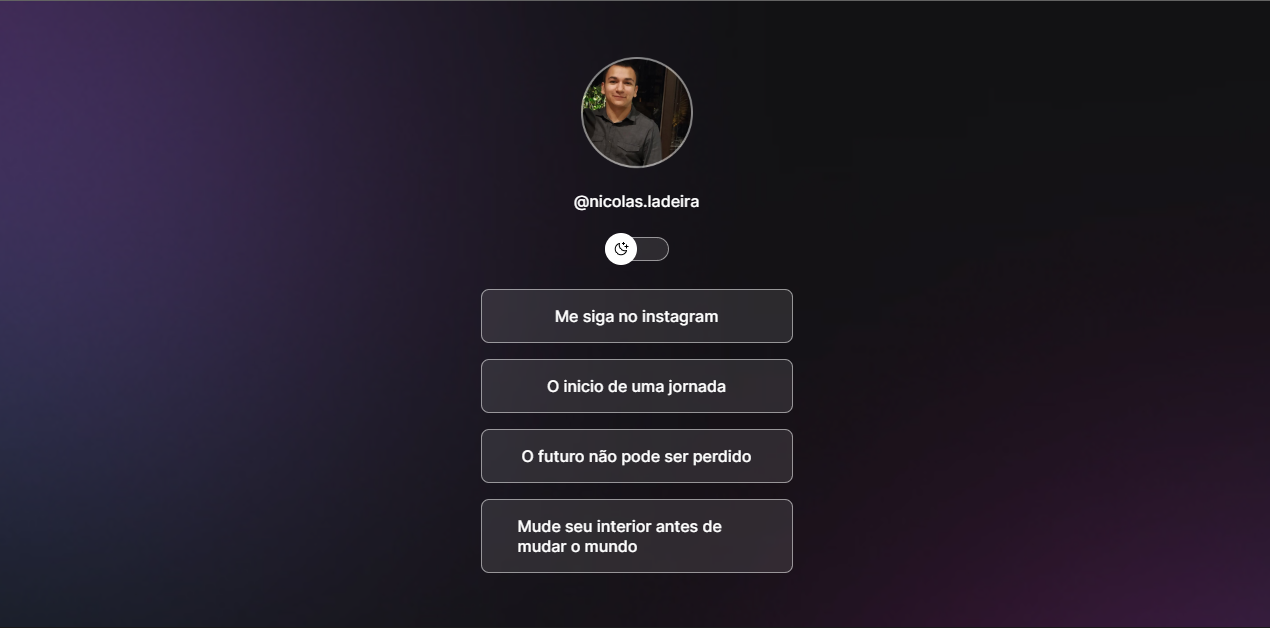 @nicolas.ladeira
Me siga no instagram
O inicio de uma jornada
O futuro não pode ser perdido
Mude seu interior antes de
mudar o mundo